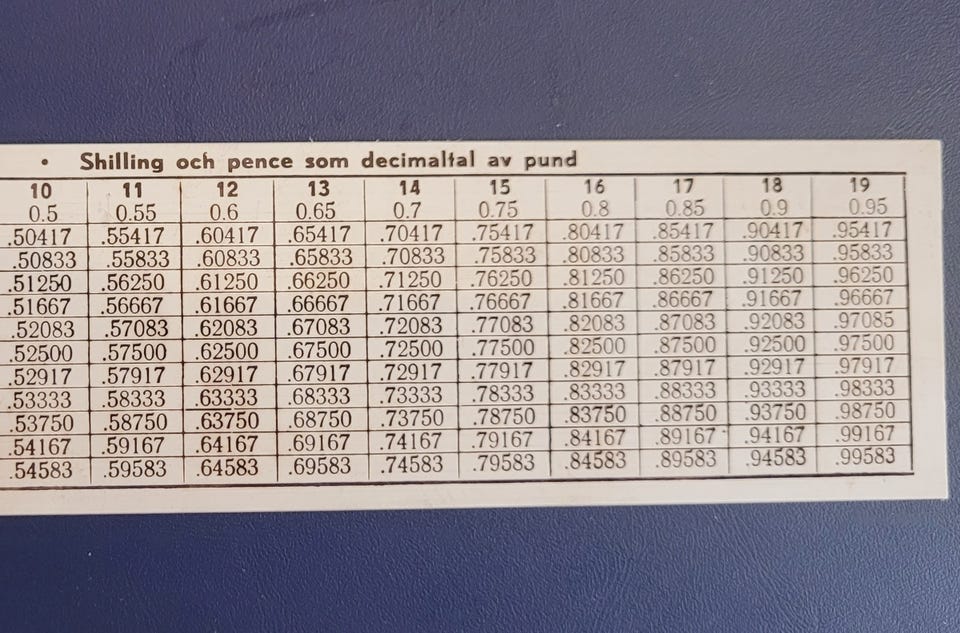 • Shilling och pence som decimaltal av pund
10 11 12 13 14 15 16 17 18 19
0.5 0.55 0.6 0.65 0.7 0.75 0.8 0.85 0.9 0.95
.50417 .55417 .60417 .65417 .70417 .75417 .80417 .85417 .90417 .95417
.50833 .55833 .60833 .65833 .70833 .75833 .80833 .85833 .90833 .95833
.51250 .56250 .61250 .66250 .71250 .76250 .81250 .86250 .91250 .96250
.51667 .56667 .61667 .66667 .71667 .76667 .81667 .86667 .91667 .96667
.52083 .57083 .62083 .67083 .72083 .77083 .82083 .87083 .92083 .97085
.52500 .57500 .62500 .67500 .72500 .77500 .82500 .87500 .92500 .97500
.52917 .57917 .62917 .67917 .72917 .77917 .82917 .87917 .92917 .97917
.53333 .58333 .63333 .68333 .73333 .78333 .83333 .88333 .93333 .98333
.53750 .58750 .63750 .68750 .73750 .78750 .83750 .88750 .93750 .98750
.54167 .59167 .64167 .69167 .74167 .79167 .84167 .89167 .94167 .99167
.54583 .59583 .64583 .69583 .74583 .79583 .84583 .89583 .94583 .99583